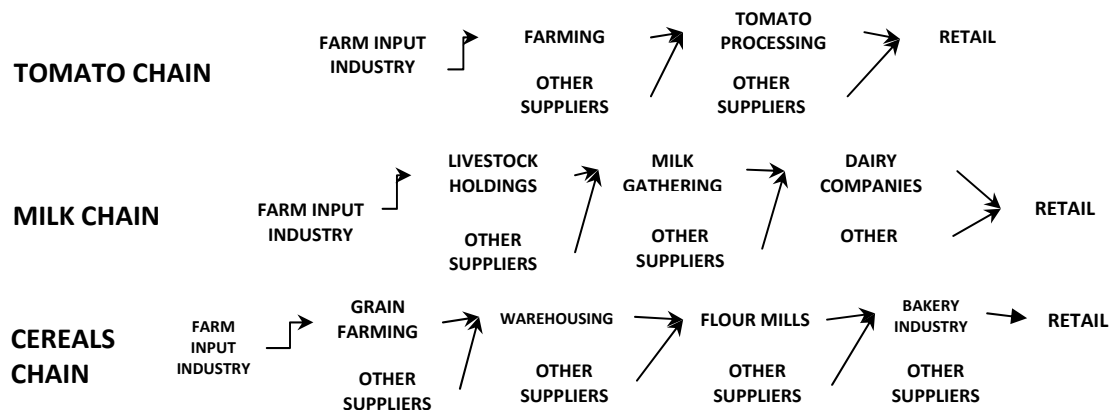 TOMATO CHAIN
FARM INPUT
INDUSTRY
FARMING
OTHER
SUPPLIERS
TOMATO
PROCESSING
OTHER
SUPPLIERS
RETAIL
MILK CHAIN
FARM INPUT
INDUSTRY
LIVESTOCK
HOLDINGS
OTHER
SUPPLIERS
MILK
GATHERING
OTHER
SUPPLIERS
DAIRY
COMPANIES
OTHER
RETAIL
CEREALS
CHAIN
FARM
INPUT
INDUSTRY
GRAIN
FARMING
OTHER
SUPPLIERS
WAREHOUSING
OTHER
SUPPLIERS
FLOUR MILLS
OTHER
SUPPLIERS
BAKERY
INDUSTRY
OTHER
SUPPLIERS
RETAIL